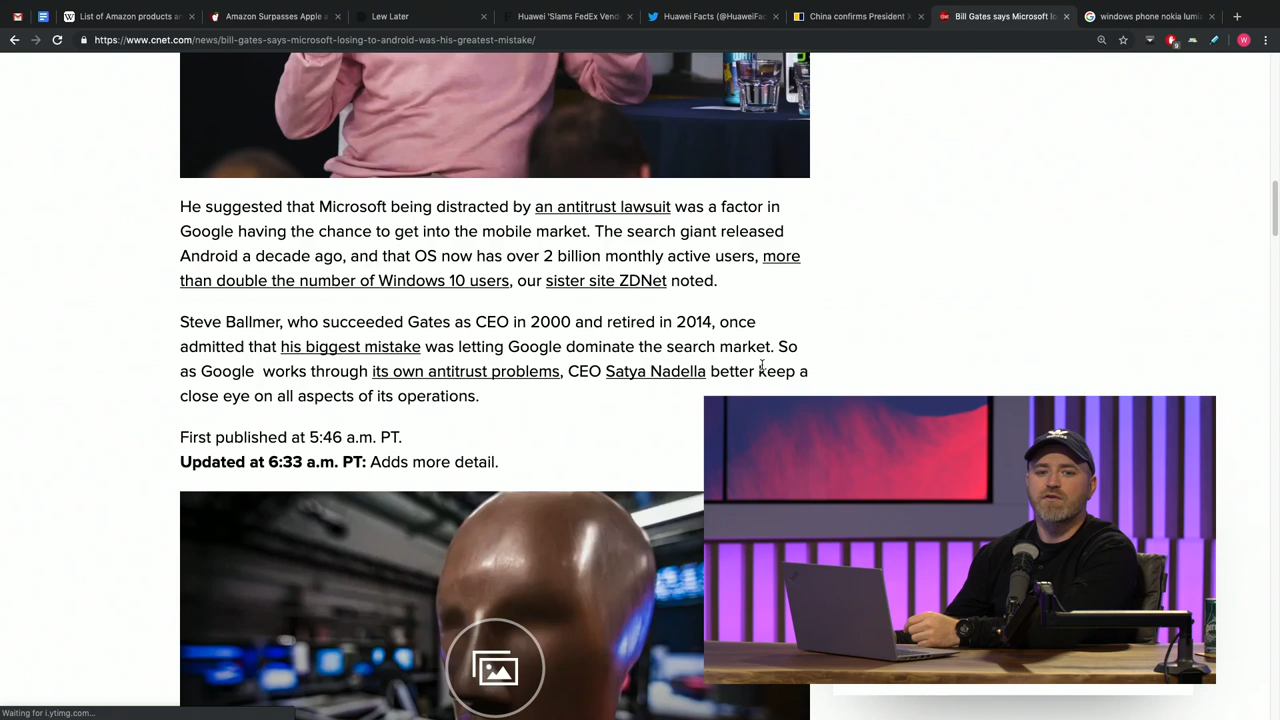 List of Amazon products an
Amazon Surpasses Apple a
Lew Later
Huawei 'Slams FedEx Vend
Huawei Facts (@HuaweiFac
China confirms President X
Bill Gates says Microsoft lo
windows phone nokia lumi
https://www.cnet.com/news/bill-gates-says-microsoft-losing-to-android-was-his-greatest-mistake/
He suggested that Microsoft being distracted by an antitrust lawsuit was a factor in
Google having the chance to get into the mobile market. The search giant released
Android a decade ago, and that OS now has over 2 billion monthly active users, more
than double the number of Windows 10 users, our sister site ZDNet noted.
Steve Ballmer, who succeeded Gates as CEO in 2000 and retired in 2014, once
admitted that his biggest mistake was letting Google dominate the search market. So
as Google works through its own antitrust problems, CEO Satya Nadella better keep a
close eye on all aspects of its operations.
First published at 5:46 a.m. PT.
Updated at 6:33 a.m. PT: Adds more detail.
Waiting for i.ytimg.com...